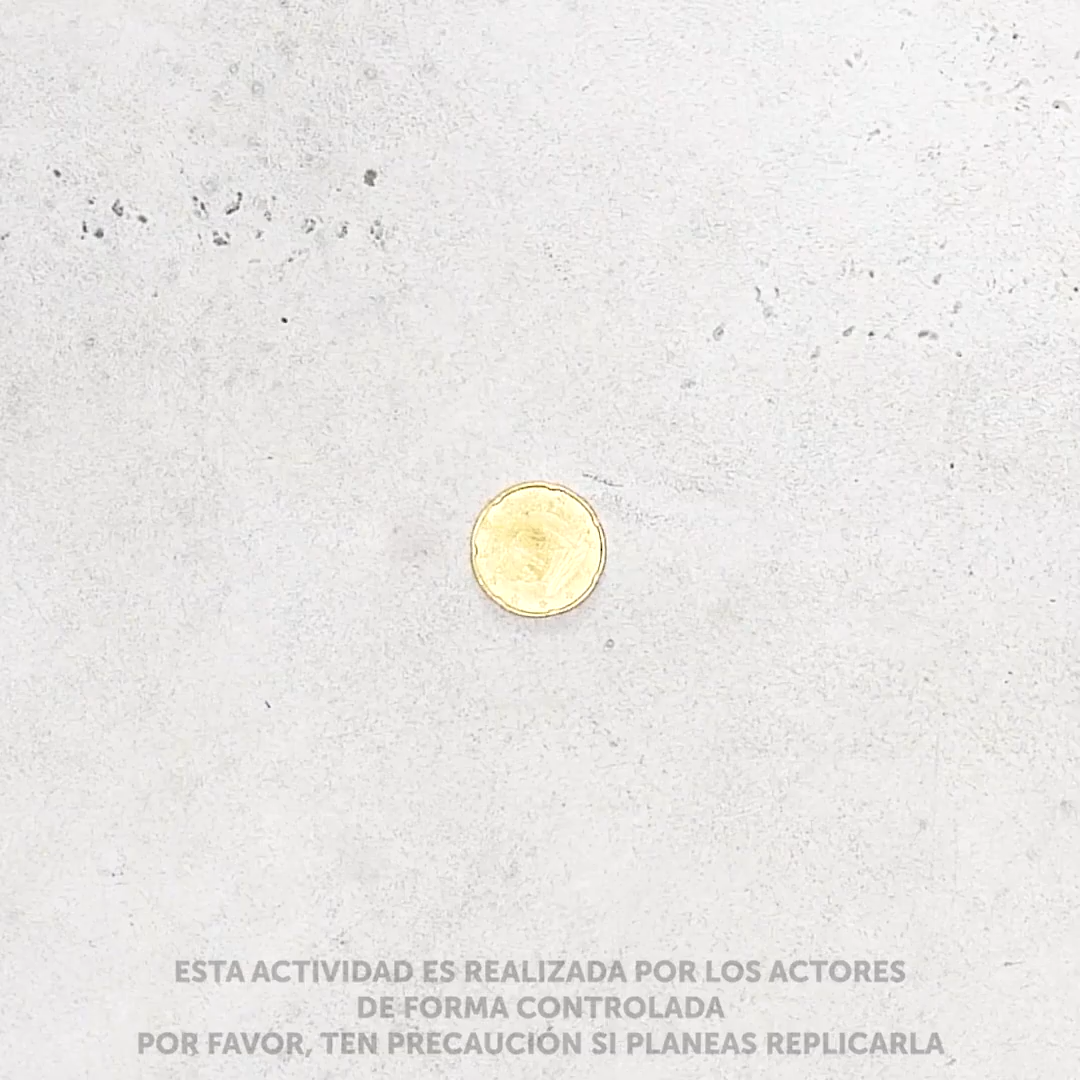 ESTA ACTIVIDAD ES REALIZADA POR LOS ACTORES
DE FORMA CONTROLADA
POR FAVOR, TEN PRECAUCIÓN SI PLANEAS REPLICARLA